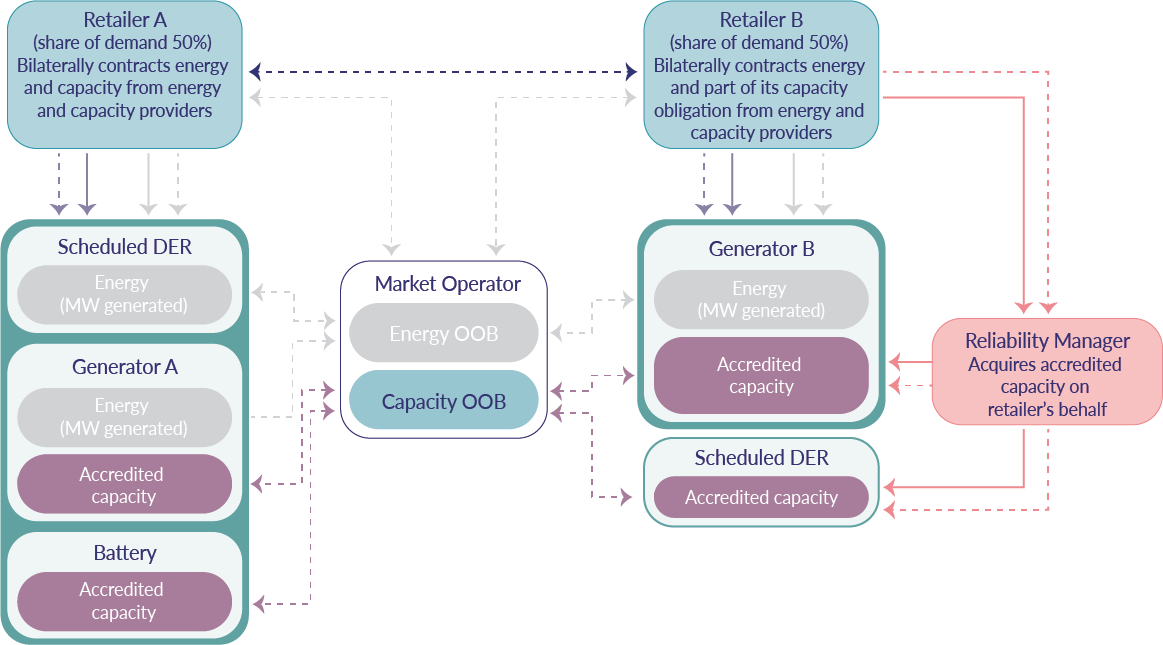 Retailer A
(share of demand 50%)
Bilaterally contracts energy
and capacity from energy
and capacity providers
Retailer B
(share of demand 50%)
Bilaterally contracts energy
and part of its capacity
obligation from energy and
capacity providers
Scheduled DER
Energy
(MW generated)
Generator A
Energy
(MW generated)
Accredited
capacity
Battery
Accredited
capacity
Market Operator
Energy OOB
Capacity OOB
Generator B
Energy
(MW generated)
Accredited
capacity
Scheduled DER
Accredited capacity
Reliability Manager
Acquires accredited
capacity on
retailer’s behalf